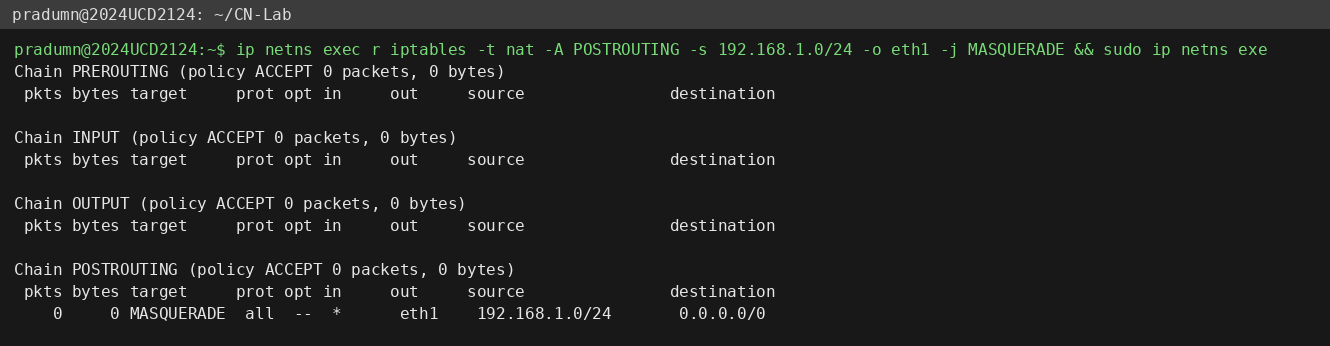 pradumn@2024UCD2124: ~/CN-Lab
pradumn@2024UCD2124:~$ ip netns exec r iptables -t nat -A POSTROUTING -s 192.168.1.0/24 -o eth1 -j MASQUERADE && sudo ip netns exe
Chain PREROUTING (policy ACCEPT 0 packets, 0 bytes)
 pkts bytes target     prot opt in     out     source               destination
Chain INPUT (policy ACCEPT 0 packets, 0 bytes)
 pkts bytes target     prot opt in     out     source               destination
Chain OUTPUT (policy ACCEPT 0 packets, 0 bytes)
 pkts bytes target     prot opt in     out     source               destination
Chain POSTROUTING (policy ACCEPT 0 packets, 0 bytes)
 pkts bytes target     prot opt in     out     source               destination
    0     0 MASQUERADE  all  --  *      eth1    192.168.1.0/24       0.0.0.0/0